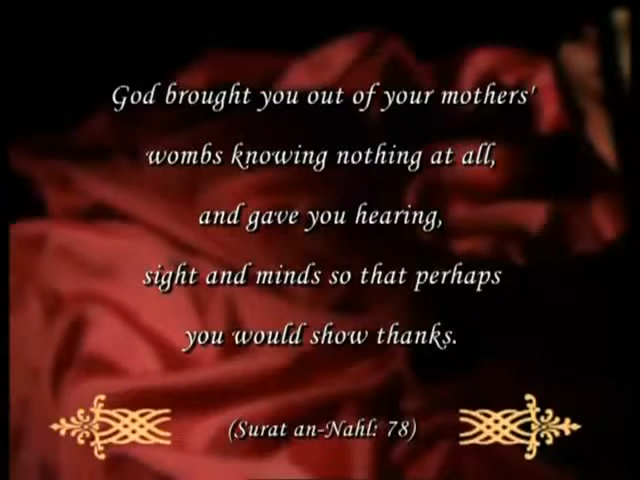 God brought you out of your mothers'
wombs knowing nothing at all,
and gave you hearing,
sight and minds so that perhaps
you would show thanks.
(Surat an-Nahl: 78)